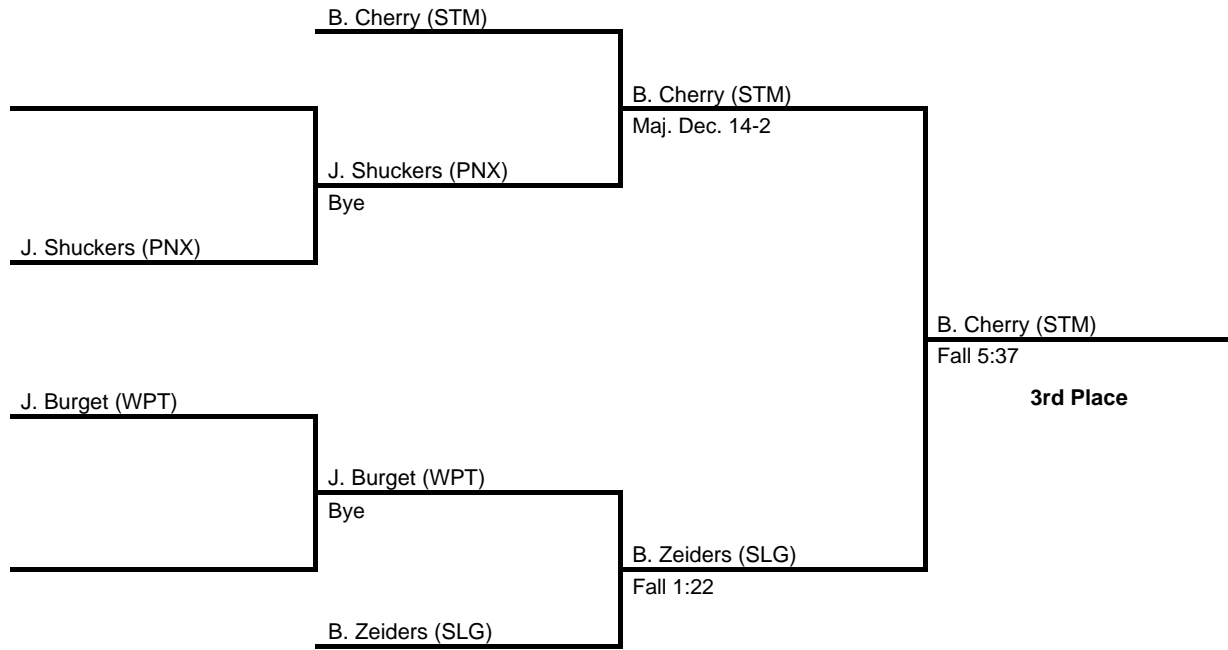 B. Cherry (STM)
B. Cherry (STM)
Maj. Dec. 14-2
J. Shuckers (PNX)
Bye
J. Shuckers (PNX)
B. Cherry (STM)
Fall 5:37
3rd Place
J. Burget (WPT)
J. Burget (WPT)
Bye
B. Zeiders (SLG)
Fall 1:22
B. Zeiders (SLG)